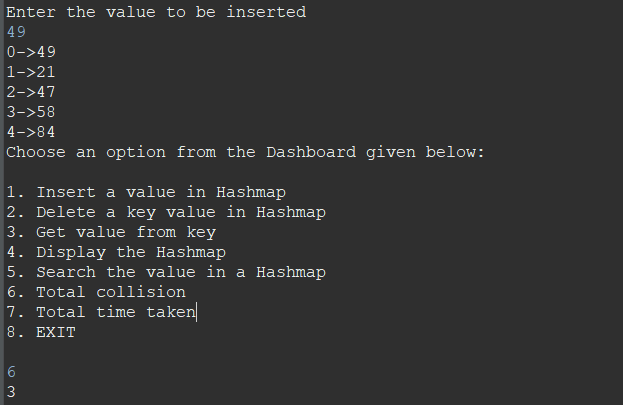 Enter the value to be inserted
49
0->49
1->21
2->47
3->58
4->84
Choose an option from the Dashboard given below:
1. Insert a value in Hashmap
2. Delete a key value in Hashmap
3. Get value from key
4. Display the Hashmap
5. Search the value in a Hashmap
6. Total collision
7. Total time taken
8. EXIT
6
3